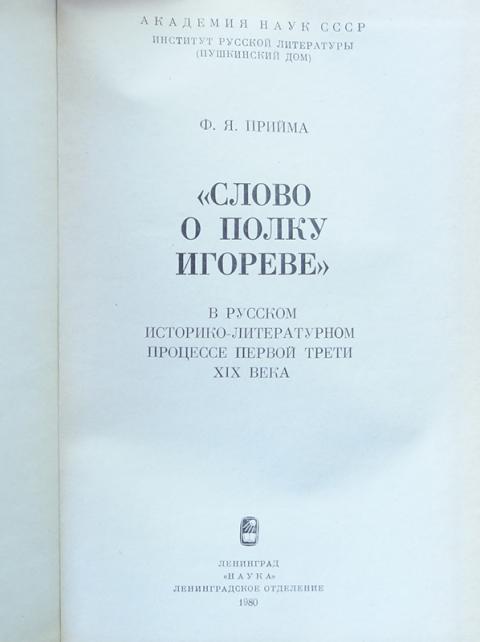 АКАДЕМИЯ НАУК СССР
ИНСТИТУТ РУССКОЙ ЛИТЕРАТУРЫ
(ПУШКИНСКИЙ ДОМ)
Ф. Я. ПРИЙМА
«СЛОВО
О ПОЛКУ
ИГОРЕВЕ»
В РУССКОМ
ИСТОРИКО-ЛИТЕРАТУРНОМ
ПРОЦЕССЕ ПЕРВОЙ ТРЕТИ
XIX ВЕКА
ЛЕНИНГРАД
«НАУКА»
ЛЕНИНГРАДСКОЕ ОТДЕЛЕНИЕ
1980